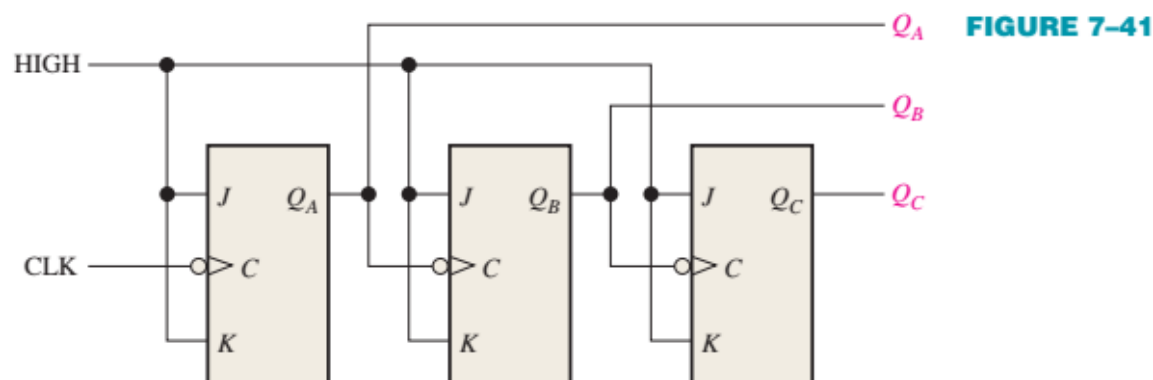 Q_A FIGURE 7–41
HIGH
Q_B
J Q_A J Q_B J Q_C Q_C
CLK C C C
K K K